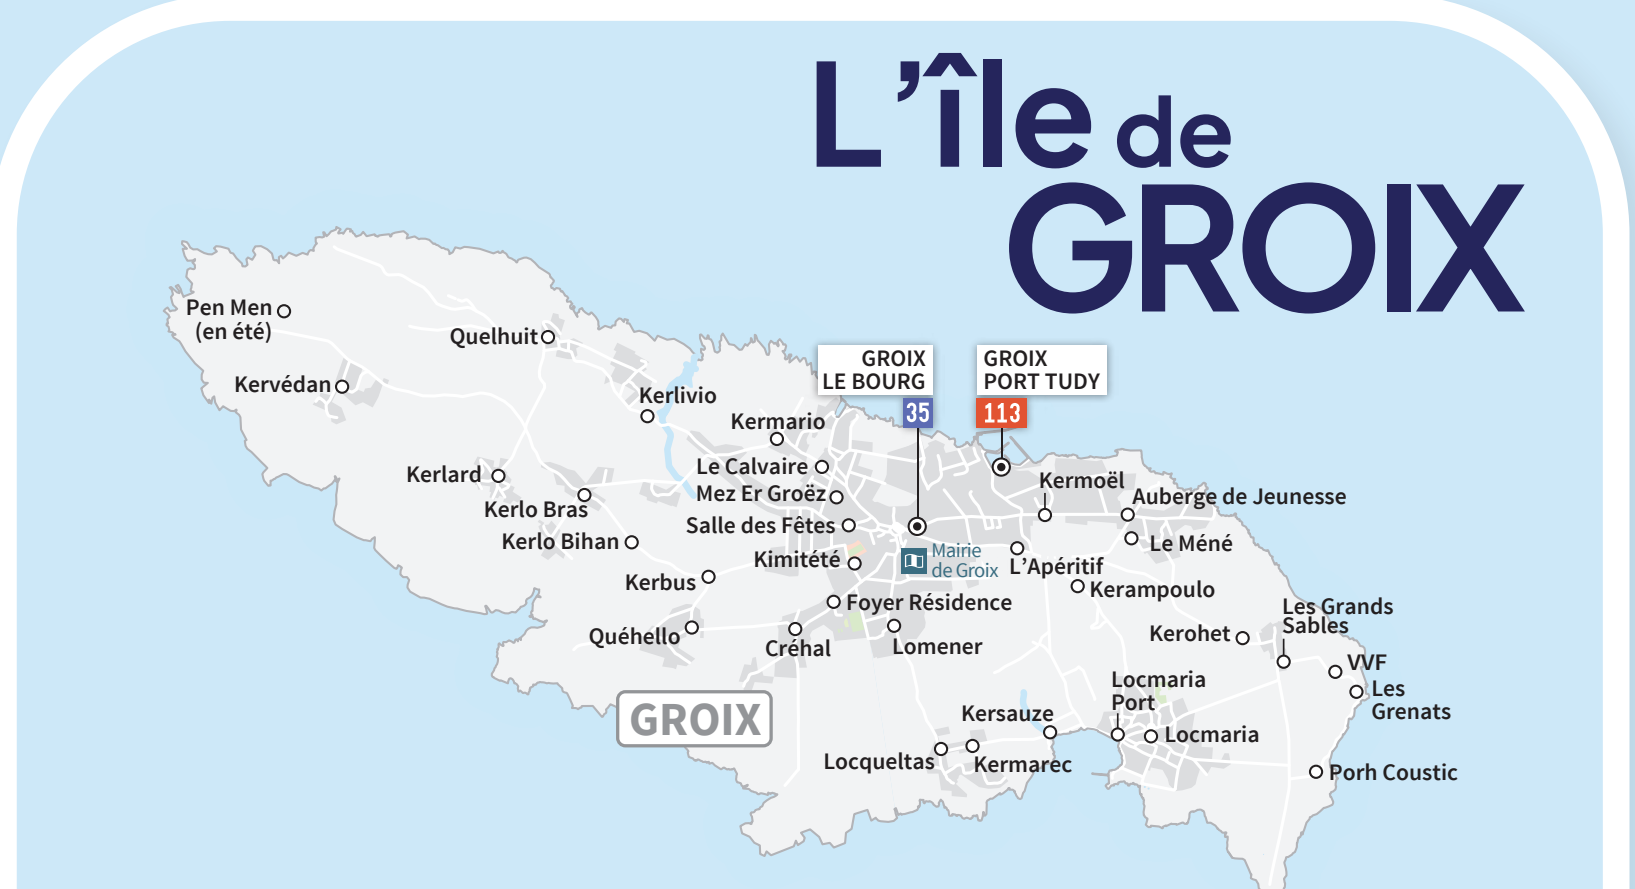 L'île de
GROIX
Pen Men
(en été)
Quelhuit
Kervédan
GROIX
LE BOURG
35
GROIX
PORT TUDY
113
Kerlivio
Kermario
Le Calvaire
Mez Er Groëz
Salle des Fêtes
Kimitété
Kerlard
Kerlo Bras
Kerlo Bihan
Kerbus
Quéhello
Créhal
Foyer Résidence
Lomener
Mairie
de Groix
Kermoël
Auberge de Jeunesse
Le Méné
L'Apéritif
Kerampoulo
Les Grands
Sables
Kerohet
VVF
Les
Grenats
Locmaria
Port
Locmaria
GROIX
Kersauze
Locqueltas
Kermarec
Porh Coustic